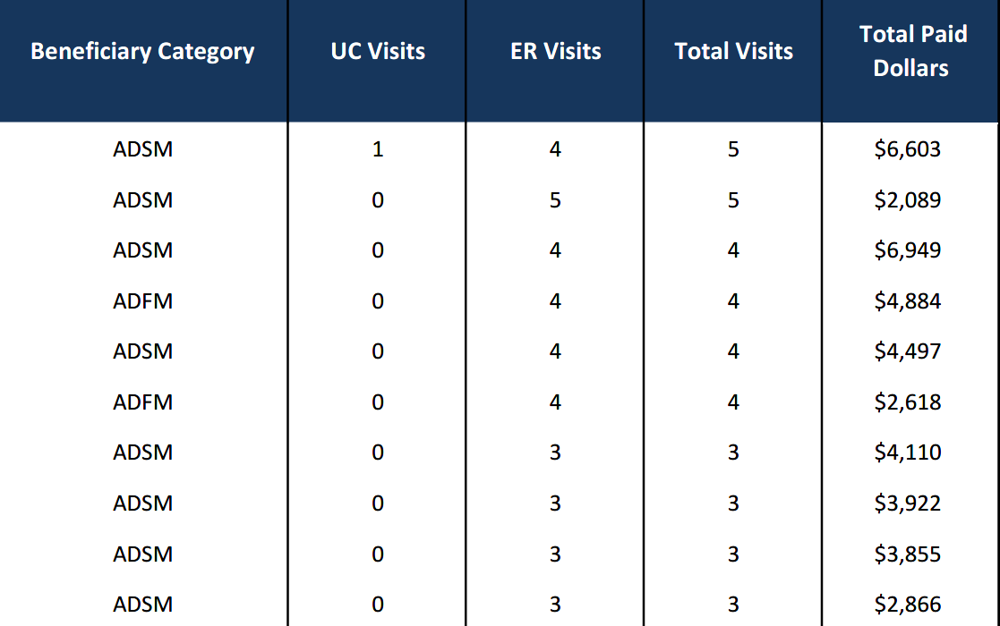 Beneficiary Category UC Visits ER Visits Total Visits Total Paid Dollars
ADSM 1 4 5 $6,603
ADSM 0 5 5 $2,089
ADSM 0 4 4 $6,949
ADFM 0 4 4 $4,884
ADSM 0 4 4 $4,497
ADFM 0 4 4 $2,618
ADSM 0 3 3 $4,110
ADSM 0 3 3 $3,922
ADSM 0 3 3 $3,855
ADSM 0 3 3 $2,866